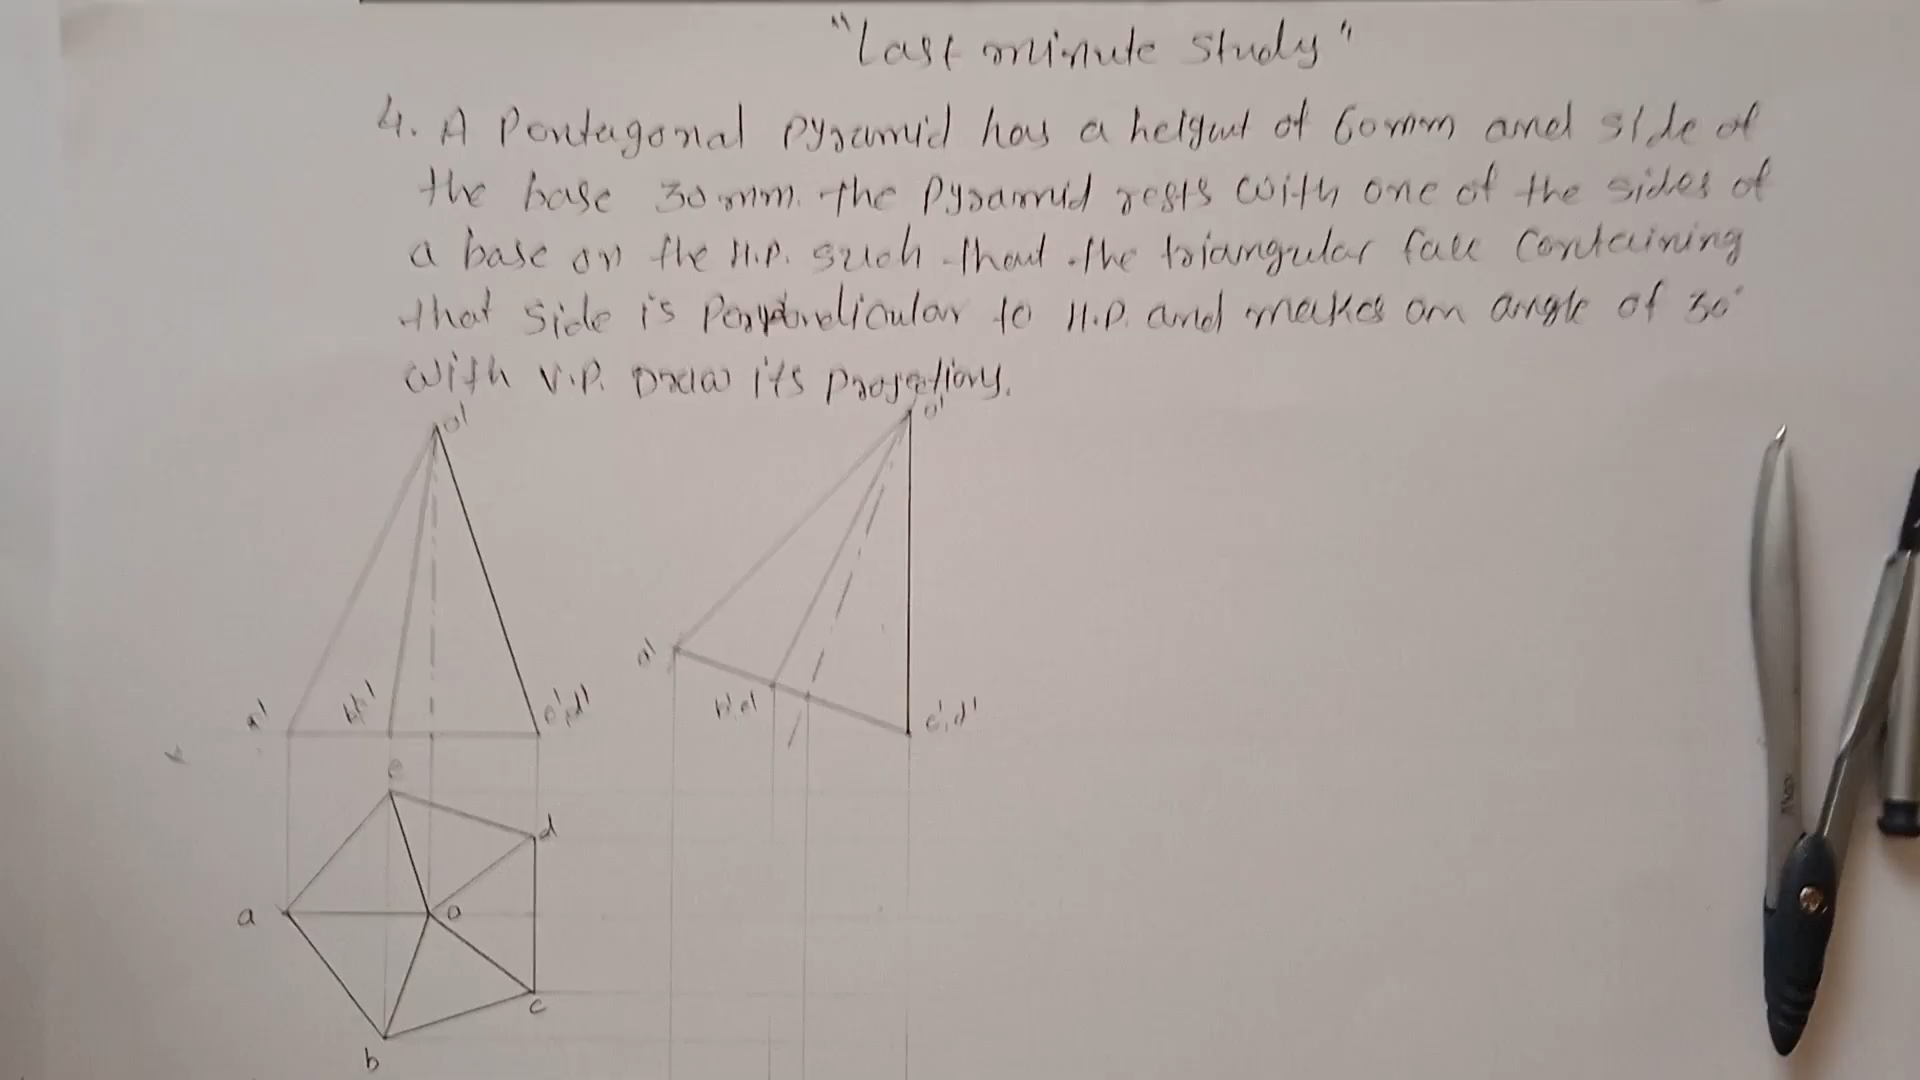 "Last minute study"
4. A Pentagonal pyramid has a height of 60mm and side of
the base 30mm. the pyramid rests with one of the sides of
a base on the H.P. such that the triangular face containing
that side is Perpendicular to H.P. and makes an angle of 30°
with V.P. Draw its projections.
o' o'
a' b'e' c',d' a' b'e' c',d'
e
d
a o
c
b